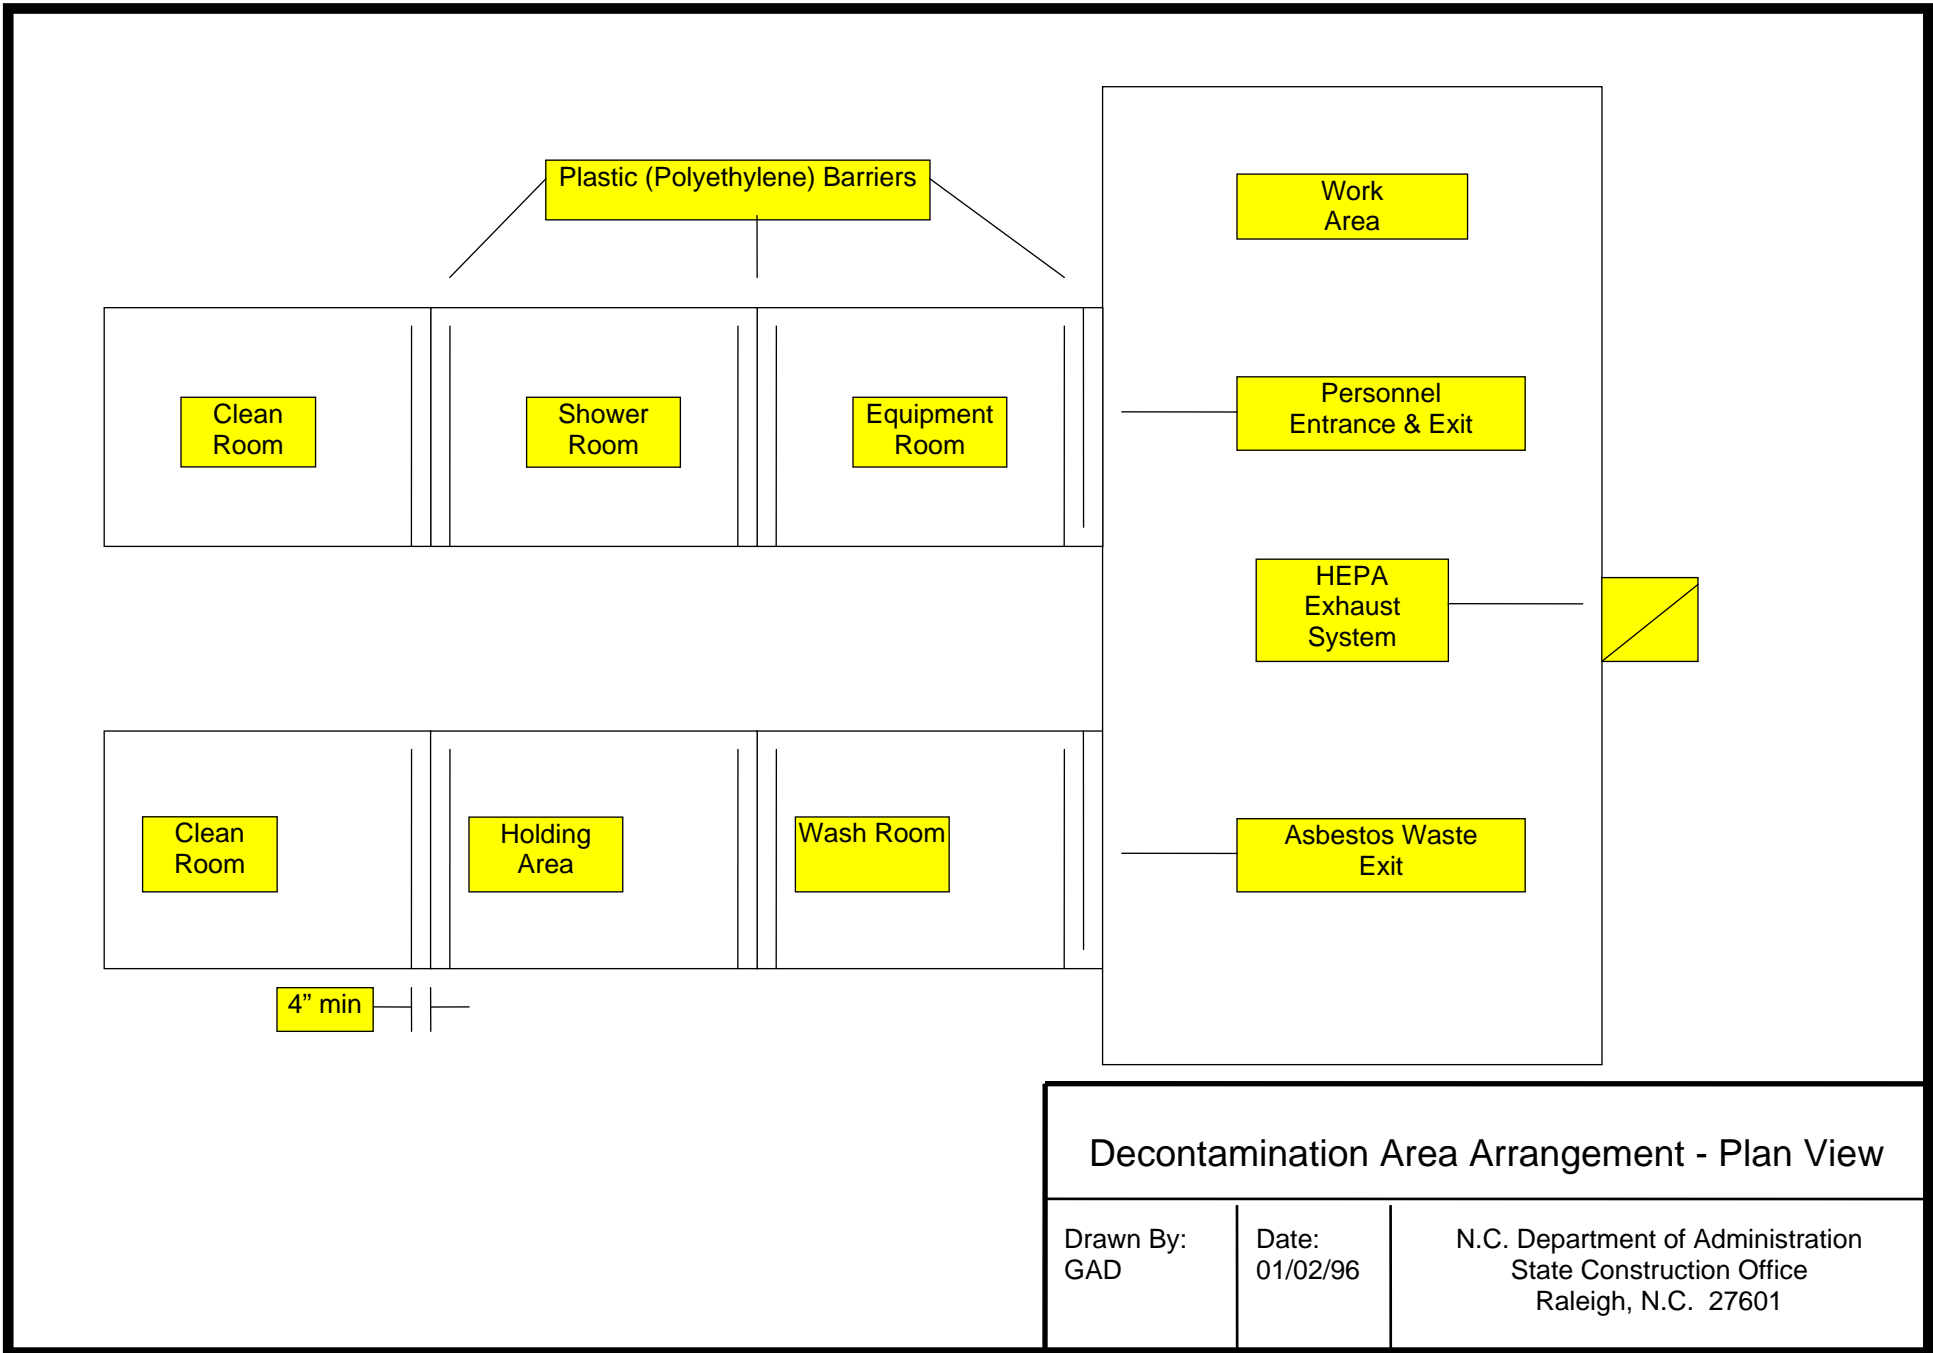 Plastic (Polyethylene) Barriers
Work
Area
Clean
Room
Shower
Room
Equipment
Room
Personnel
Entrance & Exit
HEPA
Exhaust
System
Clean
Room
Holding
Area
Wash Room
Asbestos Waste
Exit
4” min
Decontamination Area Arrangement - Plan View
Drawn By:
GAD
Date:
01/02/96
N.C. Department of Administration
State Construction Office
Raleigh, N.C.  27601